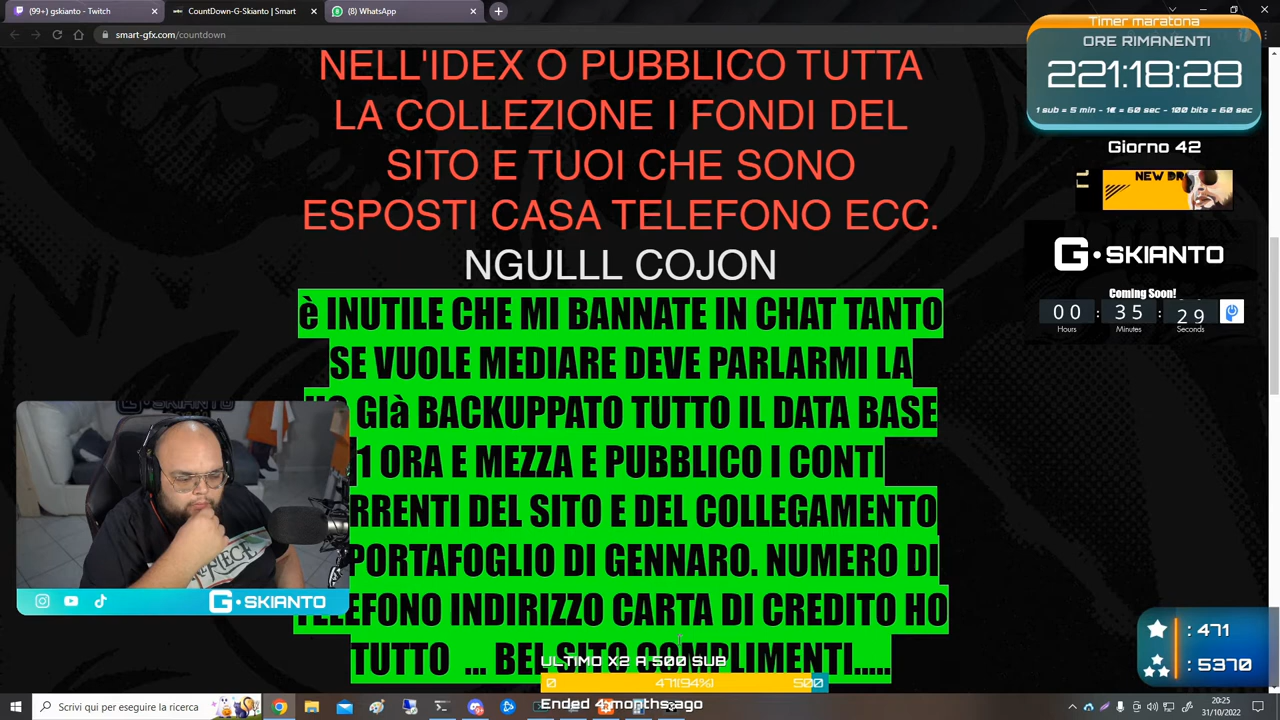 (99+) gskianto - Twitch
CountDown-G-Skianto | Smart
(8) WhatsApp
smart-gfx.com/countdown
NELL'IDEX O PUBBLICO TUTTA
LA COLLEZIONE I FONDI DEL
SITO E TUOI CHE SONO
ESPOSTI CASA TELEFONO ECC.
NGULLL COJON
è INUTILE CHE MI BANNATE IN CHAT TANTO
SE VUOLE MEDIARE DEVE PARLARMI LA
GIà BACKUPPATO TUTTO IL DATA BASE
1 ORA E MEZZA E PUBBLICO I CONTI
RRENTI DEL SITO E DEL COLLEGAMENTO
PORTAFOGLIO DI GENNARO. NUMERO DI
TELEFONO INDIRIZZO CARTA DI CREDITO HO
TUTTO ... BEL SITO COMPLIMENTI.....
Timer maratona
ORE RIMANENTI
221:18:28
1 sub = 5 min - 1€ = 60 sec - 100 bits = 60 sec
Giorno 42
NEW DR
G·SKIANTO
Coming Soon!
00 : 35 : 29
Hours Minutes Seconds
G·SKIANTO
: 471
: 5370
ULTIMO X2 A 500 SUB
0 471(94%) 500
Ended 4 months ago
Scrivi qui per eseguire la ricerca
20:25
31/10/2022